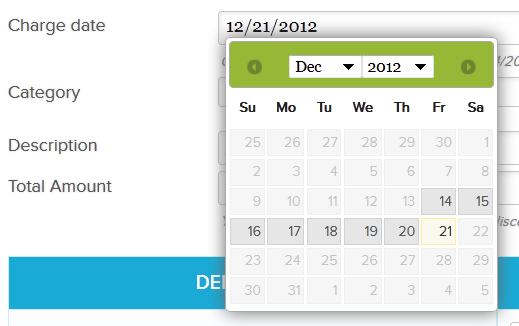 Charge date
12/21/2012
Dec 2012
Category
Su Mo Tu We Th Fr Sa
25 26 27 28 29 30 1
2 3 4 5 6 7 8
Description
9 10 11 12 13 14 15
Total Amount
16 17 18 19 20 21 22
23 24 25 26 27 28 29
30 31 1 2 3 4 5